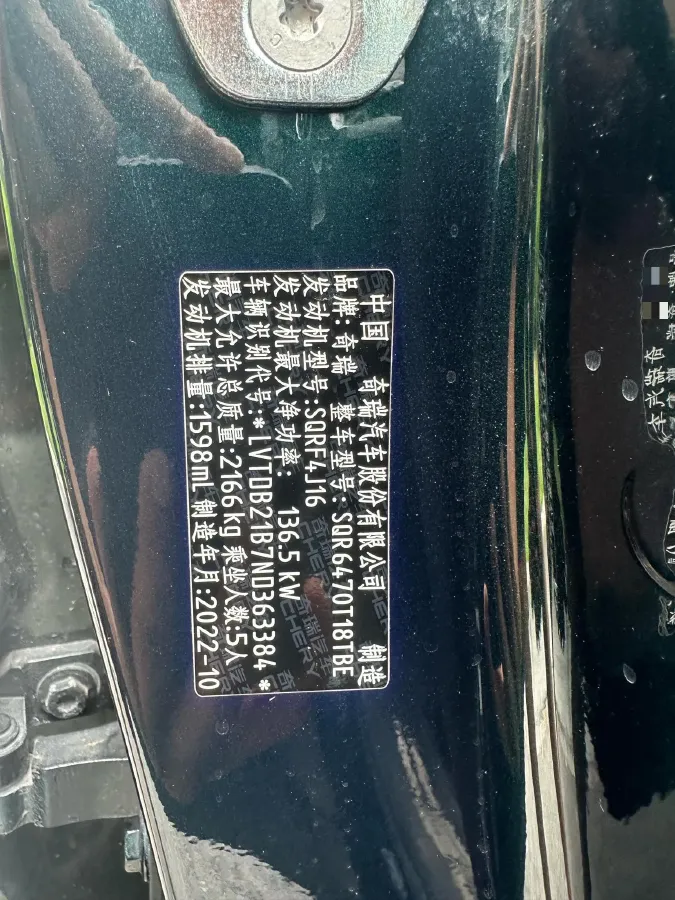 中国 奇瑞汽车股份有限公司 制造
品牌:奇瑞 整车型号:SQR6470T18TBE
发动机型号:SQRF4J16
发动机最大净功率: 136.5 kW
车辆识别代号:*LVTDB21B7ND363384*
最大允许总质量:2166 kg 乘坐人数:5人
发动机排量:1598mL 制造年月:2022-10